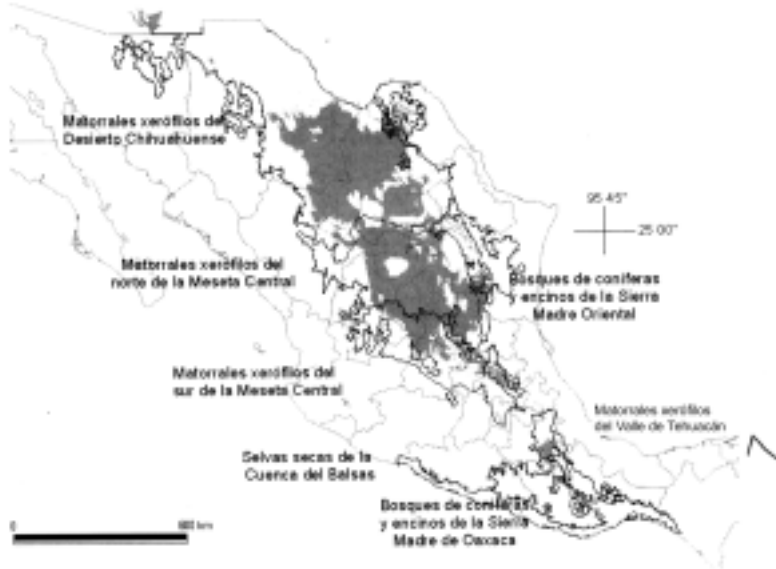 Matorrales xerófilos del
Desierto Chihuahuense
95 45"
25 00"
Matorrales xerófilos del
norte de la Meseta Central
Bosques de coníferas
y encinos de la Sierra
Madre Oriental
Matorrales xerófilos del
sur de la Meseta Central
Matorrales xerófilos
del Valle de Tehuacán
Selvas secas de la
Cuenca del Balsas
Bosques de coníferas
y encinos de la Sierra
Madre de Oaxaca
0
km